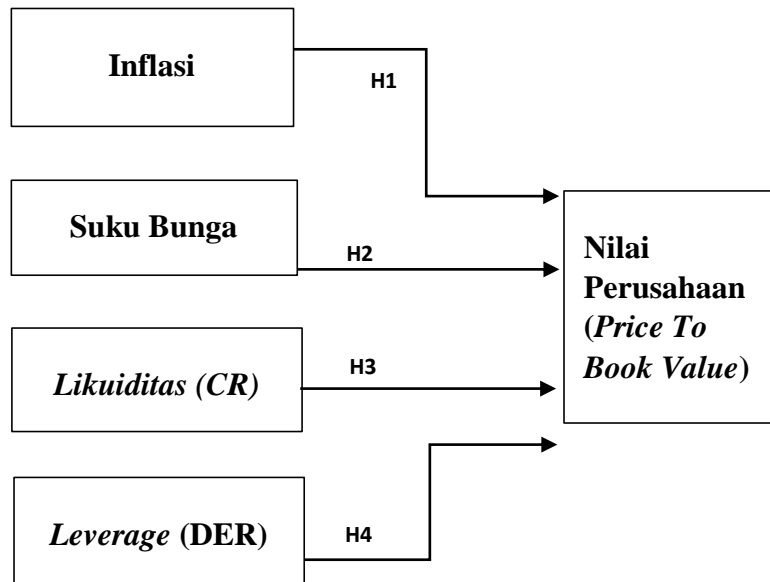 Inflasi
H1
Suku Bunga
H2
Nilai
Perusahaan
(Price To
Book Value)
Likuiditas (CR)
H3
Leverage (DER)
H4